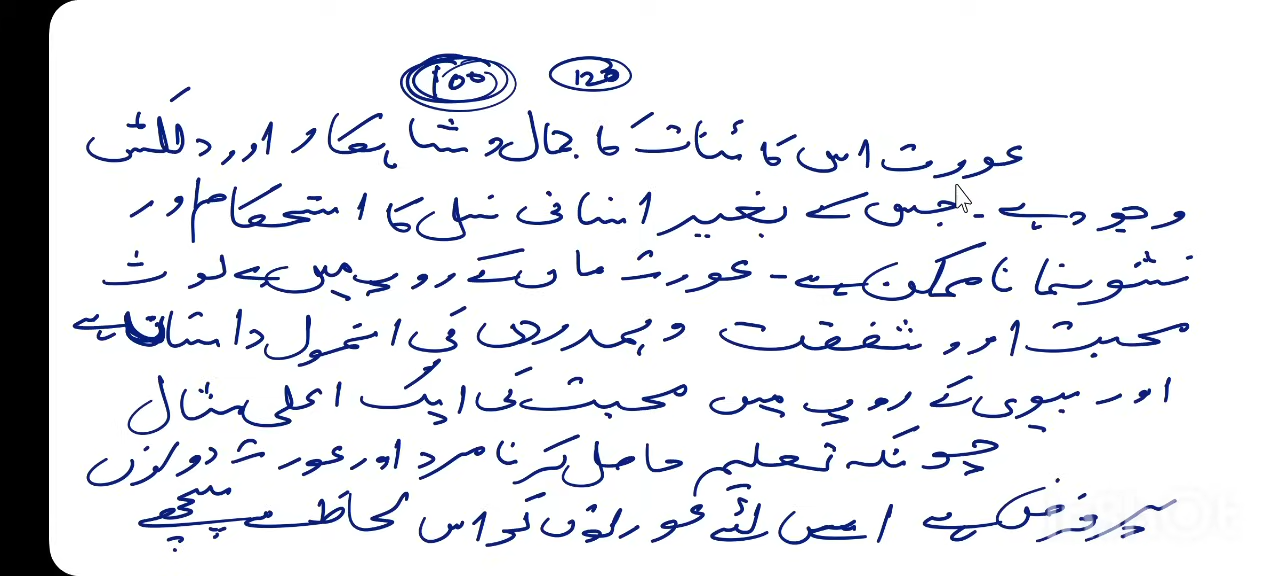 100 120
عورت اس کائنات کا جمال و شاہکار اور دلکش
وجود ہے۔ جس کے بغیر انسانی نسل کا استحکام اور
نشوونما ناممکن ہے۔ عورت ماں کے روپ میں بے لوث
محبت اور شفقت و ہمدردی کی انمول داستان ہے
اور بیوی کے روپ میں محبت کی ایک اعلیٰ مثال
چونکہ تعلیم حاصل کرنا مرد اور عورت دونوں
پر فرض ہے اس لئے عورتوں کو اس لحاظ سے پیچھے